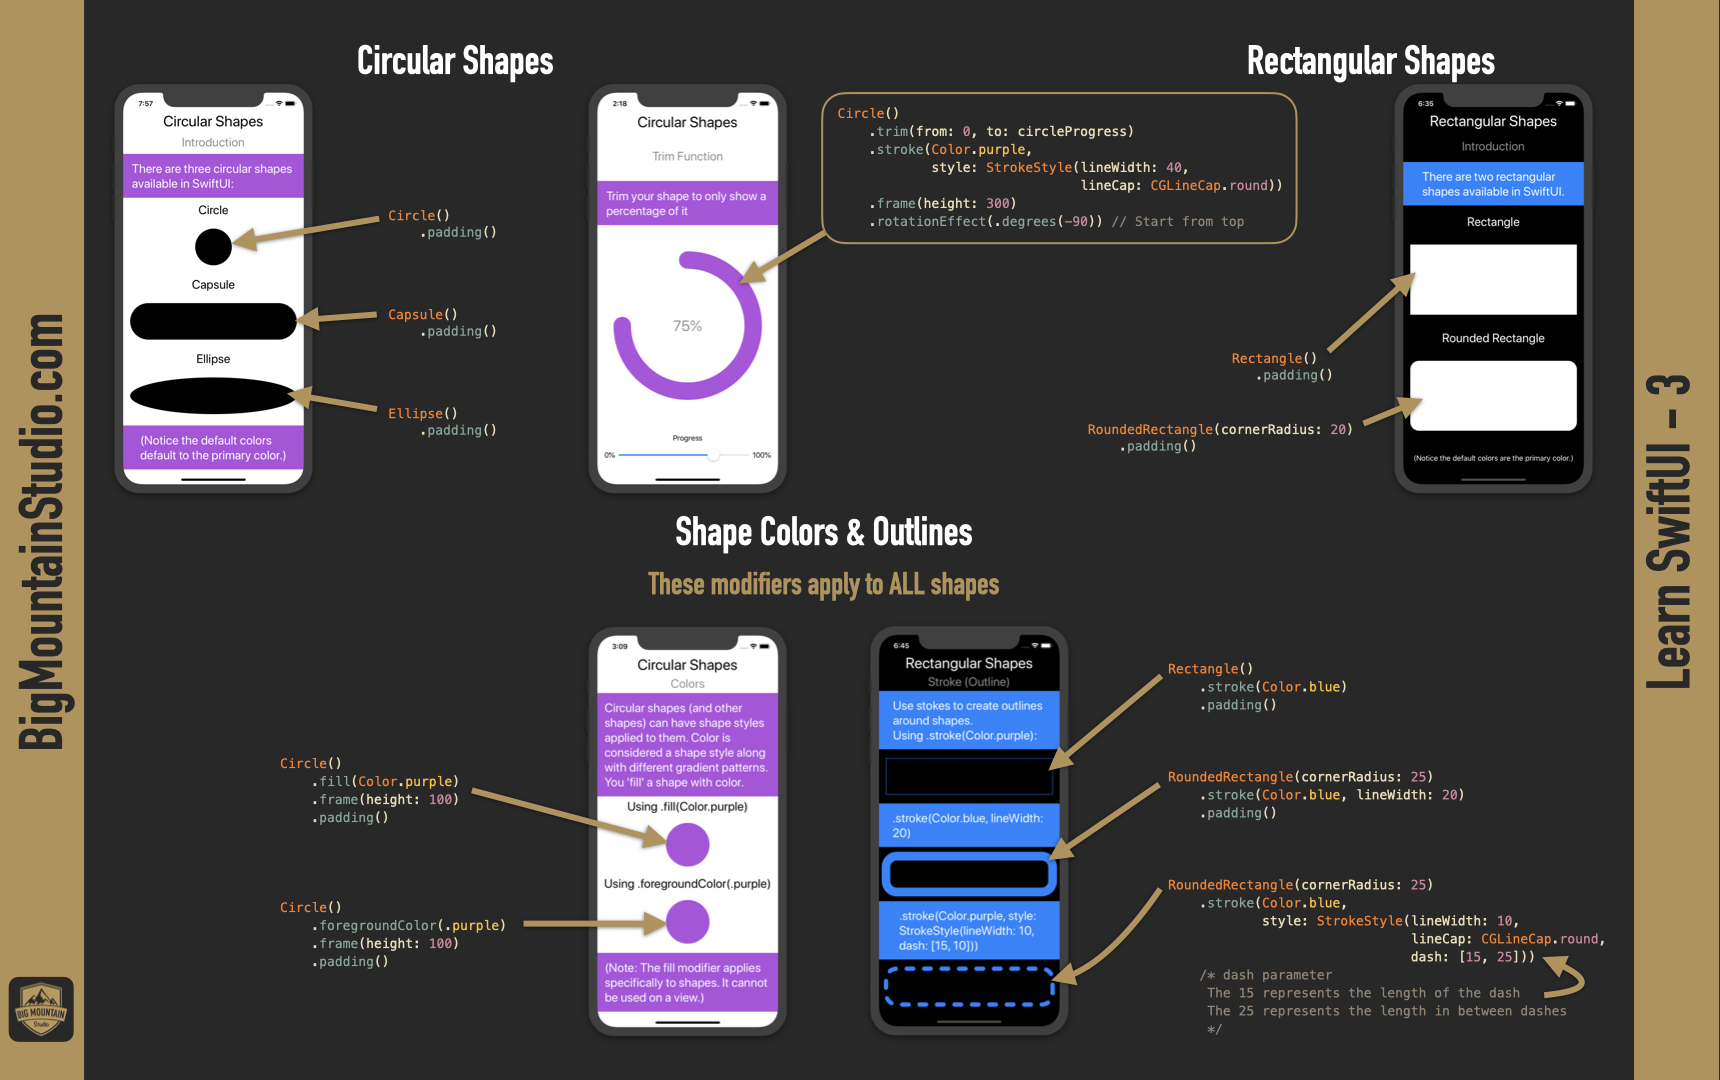 BigMountainStudio.com
BIG MOUNTAIN
Studio
Circular Shapes
7:57
Circular Shapes
Introduction
There are three circular shapes
available in SwiftUI:
Circle
Capsule
Ellipse
(Notice the default colors
default to the primary color.)
Circle()
.padding()
Capsule()
.padding()
Ellipse()
.padding()
2:18
Circular Shapes
Trim Function
Trim your shape to only show a
percentage of it
75%
Progress
0%
100%
Circle()
.trim(from: 0, to: circleProgress)
.stroke(Color.purple,
style: StrokeStyle(lineWidth: 40,
lineCap: CGLineCap.round))
.frame(height: 300)
.rotationEffect(.degrees(-90)) // Start from top
Rectangular Shapes
6:35
Rectangular Shapes
Introduction
There are two rectangular
shapes available in SwiftUI.
Rectangle
Rounded Rectangle
(Notice the default colors are the primary color.)
Rectangle()
.padding()
RoundedRectangle(cornerRadius: 20)
.padding()
Shape Colors & Outlines
These modifiers apply to ALL shapes
Circle()
.fill(Color.purple)
.frame(height: 100)
.padding()
Circle()
.foregroundColor(.purple)
.frame(height: 100)
.padding()
3:09
Circular Shapes
Colors
Circular shapes (and other
shapes) can have shape styles
applied to them. Color is
considered a shape style along
with different gradient patterns.
You 'fill' a shape with color.
Using .fill(Color.purple)
Using .foregroundColor(.purple)
(Note: The fill modifier applies
specifically to shapes. It cannot
be used on a view.)
6:45
Rectangular Shapes
Stroke (Outline)
Use stokes to create outlines
around shapes.
Using .stroke(Color.purple):
.stroke(Color.blue, lineWidth:
20)
.stroke(Color.purple, style:
StrokeStyle(lineWidth: 10,
dash: [15, 10]))
Rectangle()
.stroke(Color.blue)
.padding()
RoundedRectangle(cornerRadius: 25)
.stroke(Color.blue, lineWidth: 20)
.padding()
RoundedRectangle(cornerRadius: 25)
.stroke(Color.blue,
style: StrokeStyle(lineWidth: 10,
lineCap: CGLineCap.round,
dash: [15, 25]))
/* dash parameter
The 15 represents the length of the dash
The 25 represents the length in between dashes
*/
Learn SwiftUI - 3